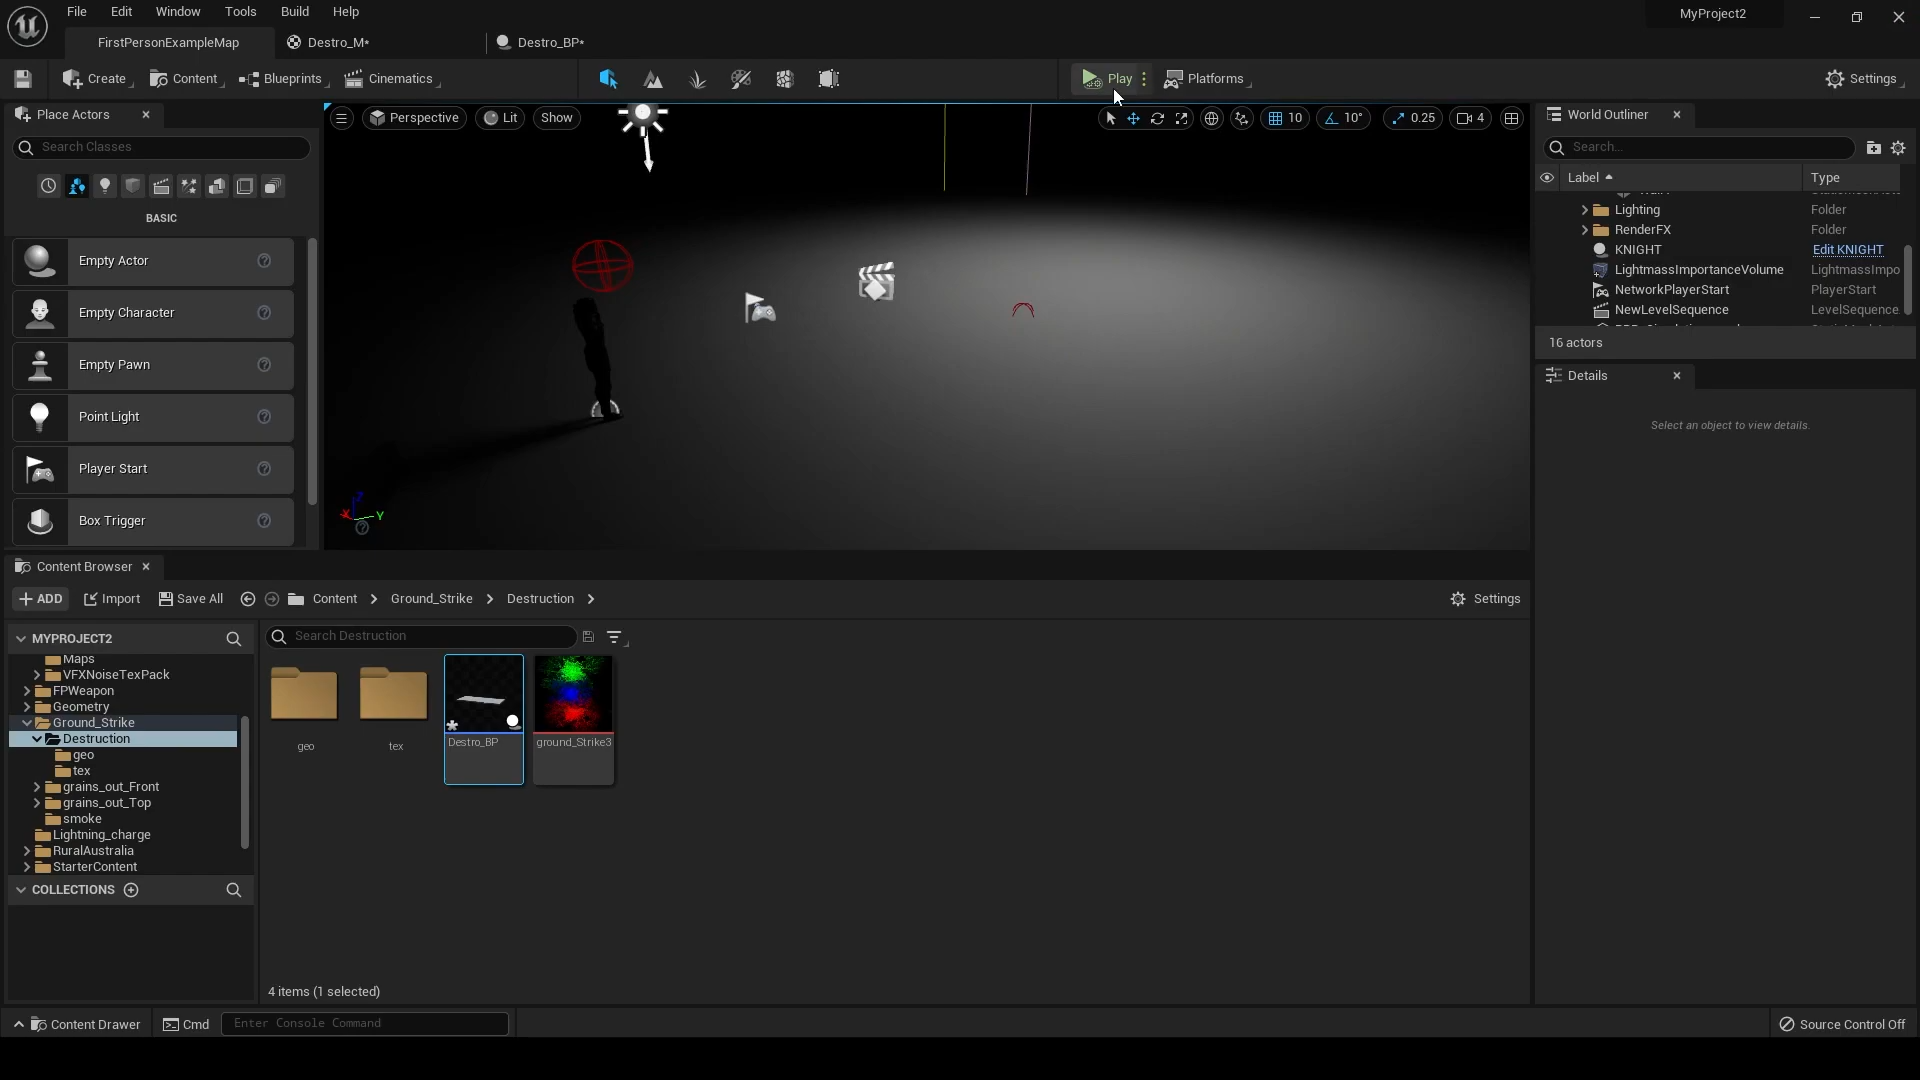 File Edit Window Tools Build Help
MyProject2
FirstPersonExampleMap
Destro_M*
Destro_BP*
Create
Content
Blueprints
Cinematics
Play
Platforms
Settings
Place Actors
Search Classes
BASIC
Empty Actor
Empty Character
Empty Pawn
Point Light
Player Start
Box Trigger
Perspective
Lit
Show
10
10°
0.25
4
X
Y
Z
World Outliner
Search...
Label
Type
Lighting Folder
RenderFX Folder
KNIGHT Edit KNIGHT
LightmassImportanceVolume LightmassImpo
NetworkPlayerStart PlayerStart
NewLevelSequence LevelSequence
16 actors
Details
Select an object to view details.
Content Browser
ADD
Import
Save All
Content
Ground_Strike
Destruction
Settings
MYPROJECT2
Maps
VFXNoiseTexPack
FPWeapon
Geometry
Ground_Strike
Destruction
geo
tex
grains_out_Front
grains_out_Top
smoke
Lightning_charge
RuralAustralia
StarterContent
COLLECTIONS
Search Destruction
geo
tex
Destro_BP
ground_Strike3
4 items (1 selected)
Content Drawer
Cmd
Enter Console Command
Source Control Off